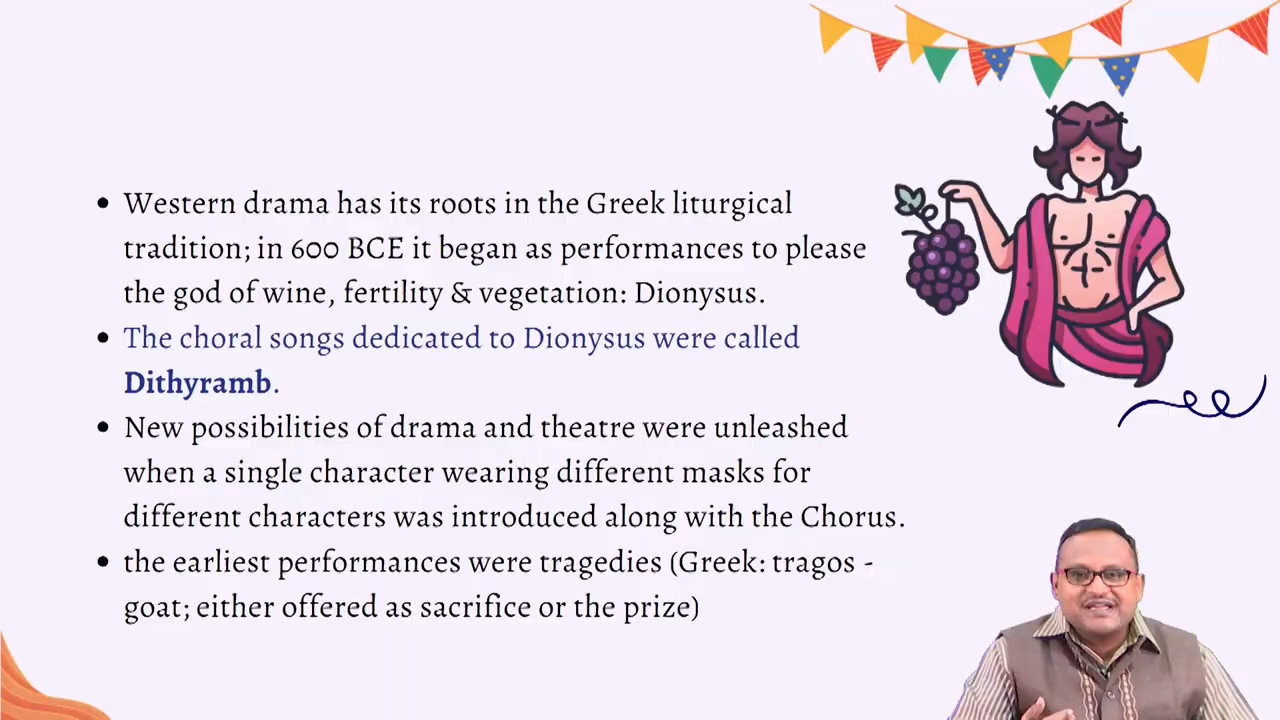 Western drama has its roots in the Greek liturgical
tradition; in 600 BCE it began as performances to please
the god of wine, fertility & vegetation: Dionysus.
The choral songs dedicated to Dionysus were called
Dithyramb.
New possibilities of drama and theatre were unleashed
when a single character wearing different masks for
different characters was introduced along with the Chorus.
the earliest performances were tragedies (Greek: tragos -
goat; either offered as sacrifice or the prize)